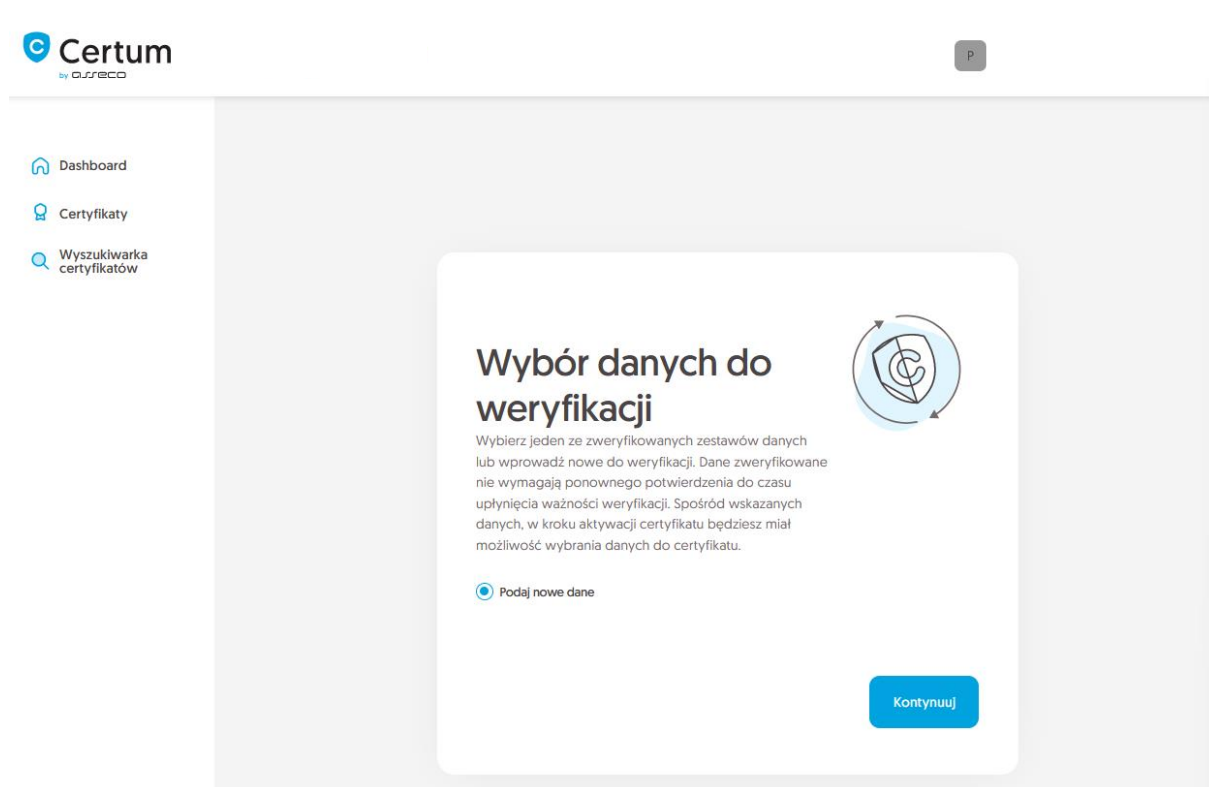 Certum
by asseco
P
Dashboard
Certyfikaty
Wyszukiwarka
certyfikatów
Wybór danych do
weryfikacji
Wybierz jeden ze zweryfikowanych zestawów danych
lub wprowadź nowe do weryfikacji. Dane zweryfikowane
nie wymagają ponownego potwierdzenia do czasu
upłynięcia ważności weryfikacji. Spośród wskazanych
danych, w kroku aktywacji certyfikatu będziesz miał
możliwość wybrania danych do certyfikatu.
Podaj nowe dane
Kontynuuj